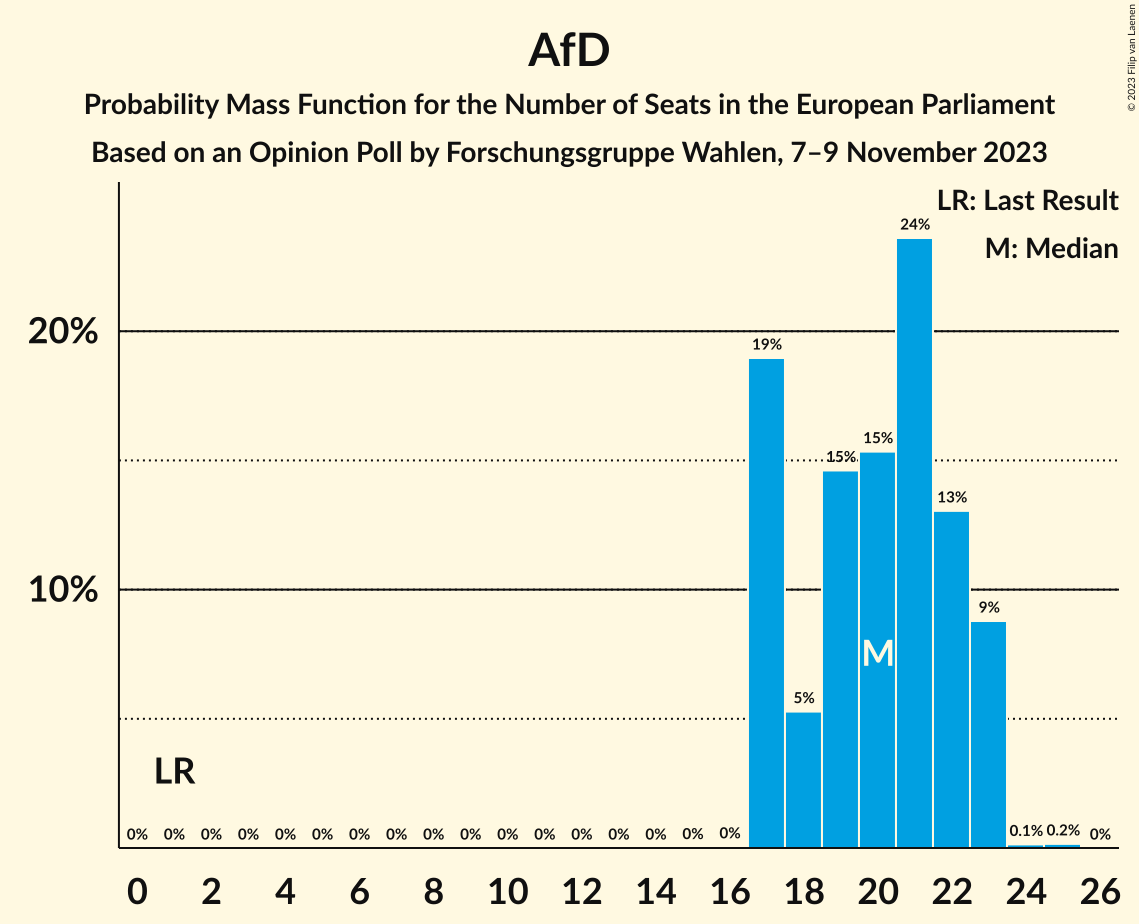 AfD
Probability Mass Function for the Number of Seats in the European Parliament
Based on an Opinion Poll by Forschungsgruppe Wahlen, 7–9 November 2023
© 2023 Filip van Laenen
LR: Last Result
M: Median
20%
10%
24%
19%
15%
15%
13%
9%
5%
M
LR
0% 0% 0% 0% 0% 0% 0% 0% 0% 0% 0% 0% 0% 0% 0% 0% 0% 0.1% 0.2% 0%
0 2 4 6 8 10 12 14 16 18 20 22 24 26